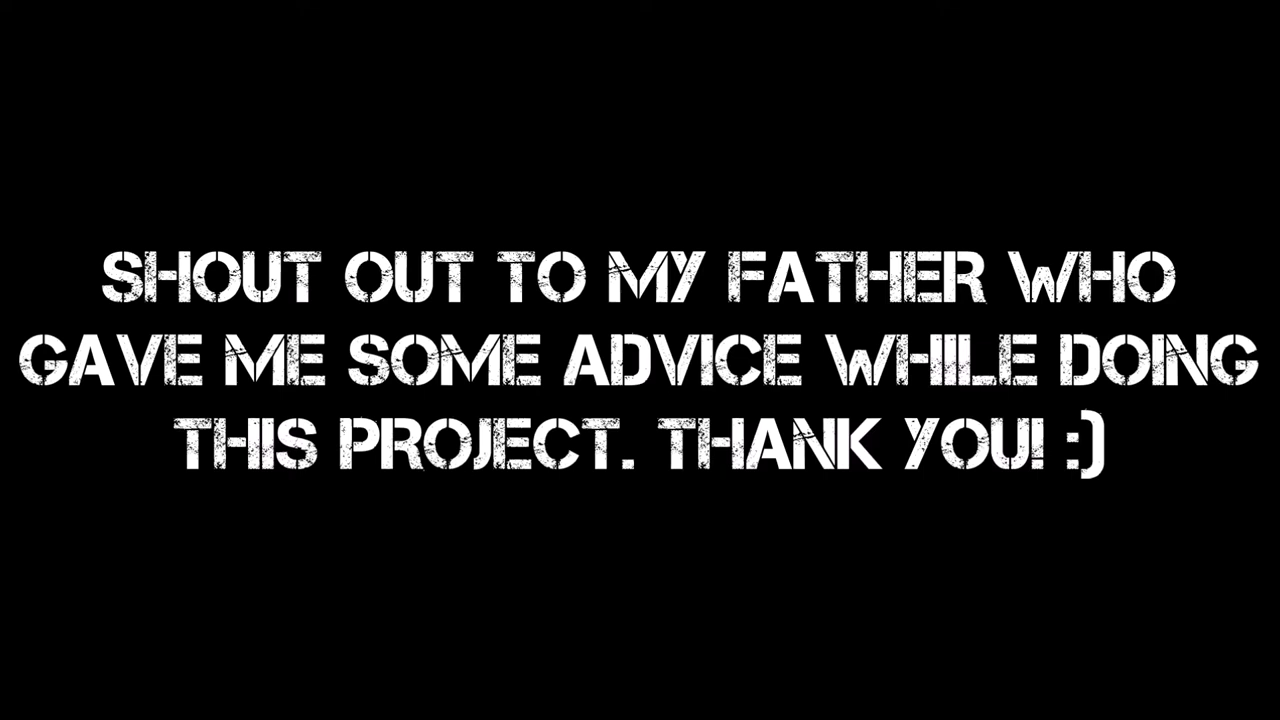 SHOUT OUT TO MY FATHER WHO
GAVE ME SOME ADVICE WHILE DOING
THIS PROJECT. THANK YOU! :)